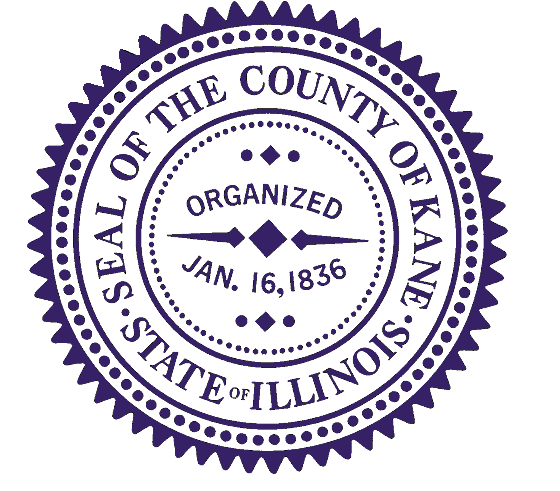 SEAL OF THE COUNTY OF KANE
· STATE OF ILLINOIS ·
ORGANIZED
JAN. 16, 1836